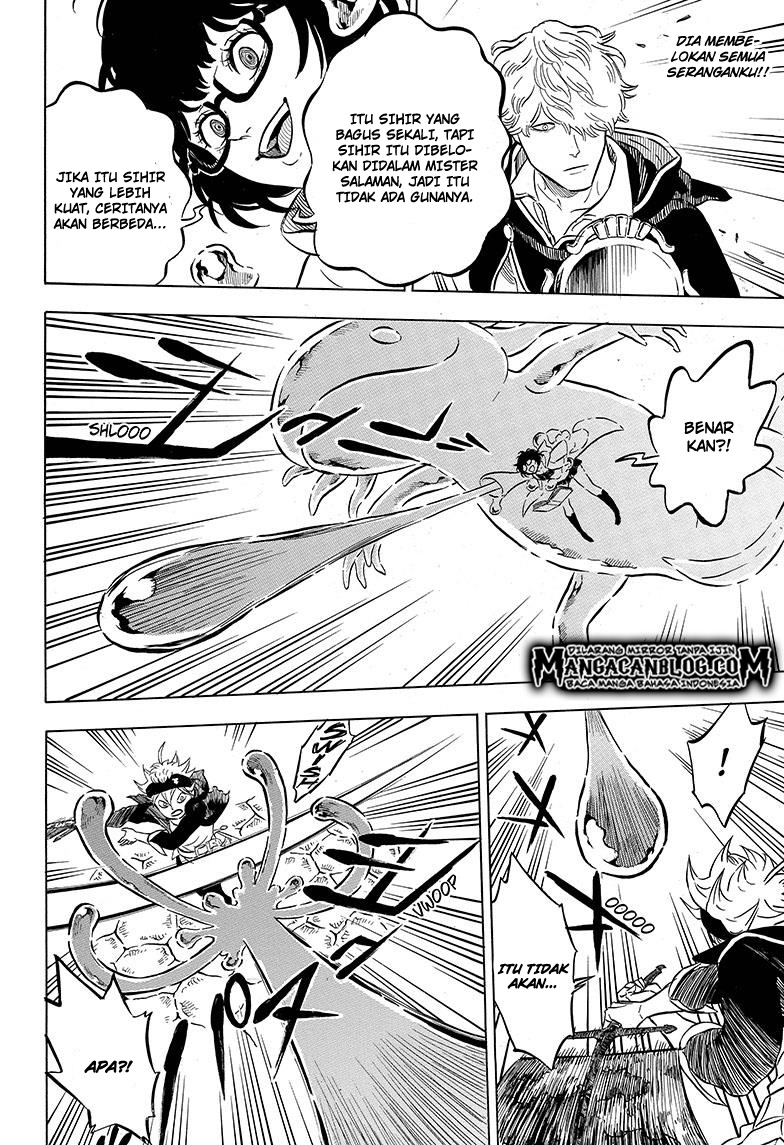 DIA MEMBE-
LOKAN SEMUA
SERANGANKU!!
ITU SIHIR YANG
BAGUS SEKALI, TAPI
SIHIR ITU DIBELO-
KAN DIDALAM MISTER
SALAMAN, JADI ITU
TIDAK ADA GUNANYA.
JIKA ITU SIHIR
YANG LEBIH
KUAT, CERITANYA
AKAN BERBEDA...
BENAR
KAN?!
SHLOOO
DILARANG MIRROR TANPA IJIN
MANGACANBLOG.COM
BACA MANGA BAHASA INDONESIA
!
OOOOO
ITU TIDAK
AKAN...
SWIS
VWOOP
APA?!